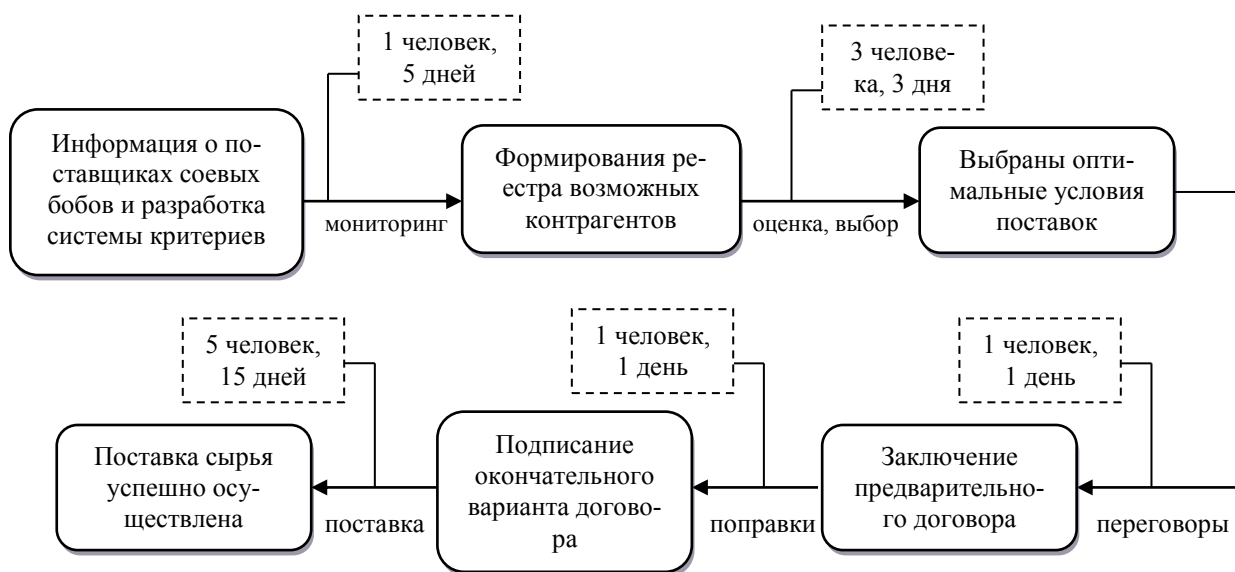 1 человек,
5 дней
3 челове-
ка, 3 дня
Информация о по-
ставщиках соевых
бобов и разработка
системы критериев
мониторинг
Формирования ре-
естра возможных
контрагентов
оценка, выбор
Выбраны опти-
мальные условия
поставок
5 человек,
15 дней
1 человек,
1 день
1 человек,
1 день
Поставка сырья
успешно осу-
ществлена
поставка
Подписание
окончательного
варианта догово-
ра
поправки
Заключение
предварительно-
го договора
переговоры